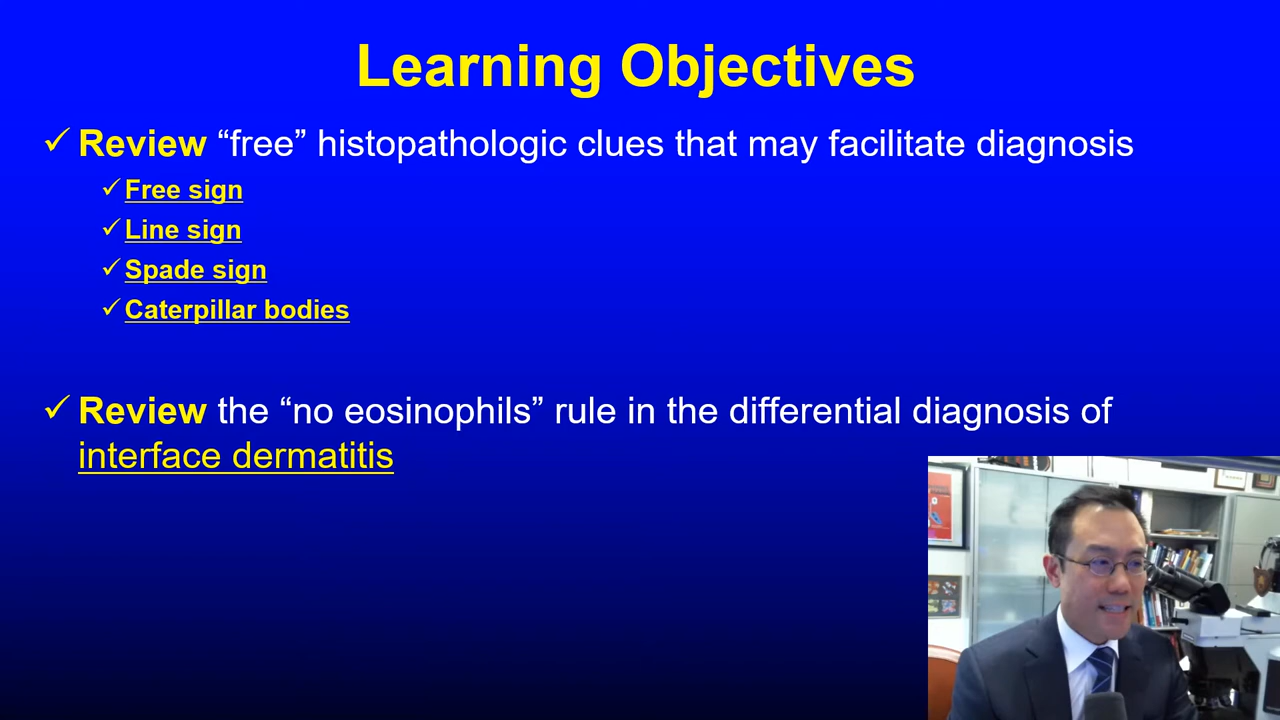 Learning Objectives
✓ Review “free” histopathologic clues that may facilitate diagnosis
✓ Free sign
✓ Line sign
✓ Spade sign
✓ Caterpillar bodies
✓ Review the “no eosinophils” rule in the differential diagnosis of
interface dermatitis